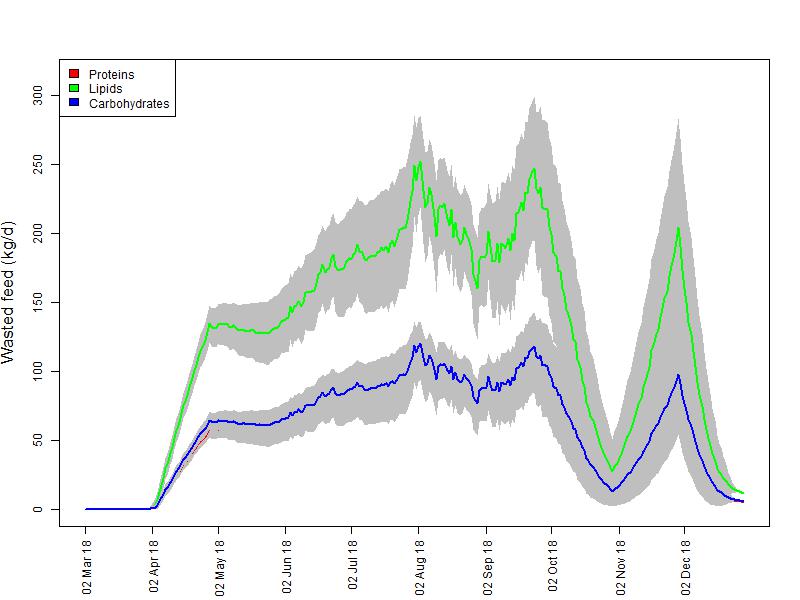 Proteins
Lipids
Carbohydrates
Wasted feed (kg/d)
300
250
200
150
100
50
0
02 Mar 18
02 Apr 18
02 May 18
02 Jun 18
02 Jul 18
02 Aug 18
02 Sep 18
02 Oct 18
02 Nov 18
02 Dec 18